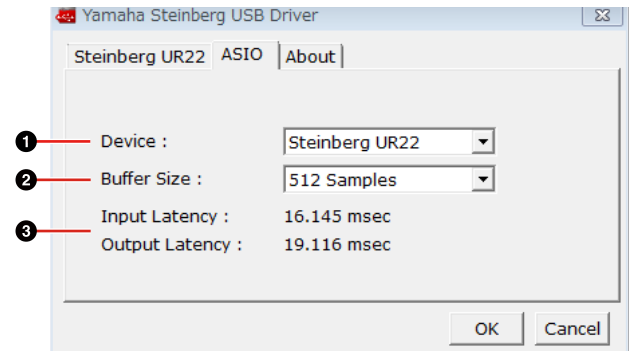 Yamaha Steinberg USB Driver
Steinberg UR22 ASIO About
1 Device : Steinberg UR22
2 Buffer Size : 512 Samples
Input Latency : 16.145 msec
3
Output Latency : 19.116 msec
OK Cancel